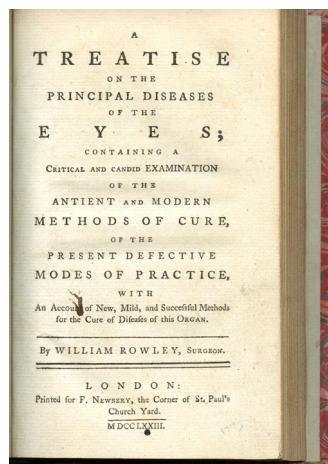 A
TREATISE
ON THE
PRINCIPAL DISEASES
OF THE
EYES;
CONTAINING A
CRITICAL AND CANDID EXAMINATION
OF THE
ANTIENT AND MODERN
METHODS OF CURE,
OF THE
PRESENT DEFECTIVE
MODES OF PRACTICE,
WITH
An Account of New, Mild, and Successful Methods
for the Cure of Diseases of this ORGAN.
By WILLIAM ROWLEY, SURGEON.
LONDON:
Printed for F. NEWBERY, the Corner of St. Paul's
Church Yard.
MDCCLXXIII.